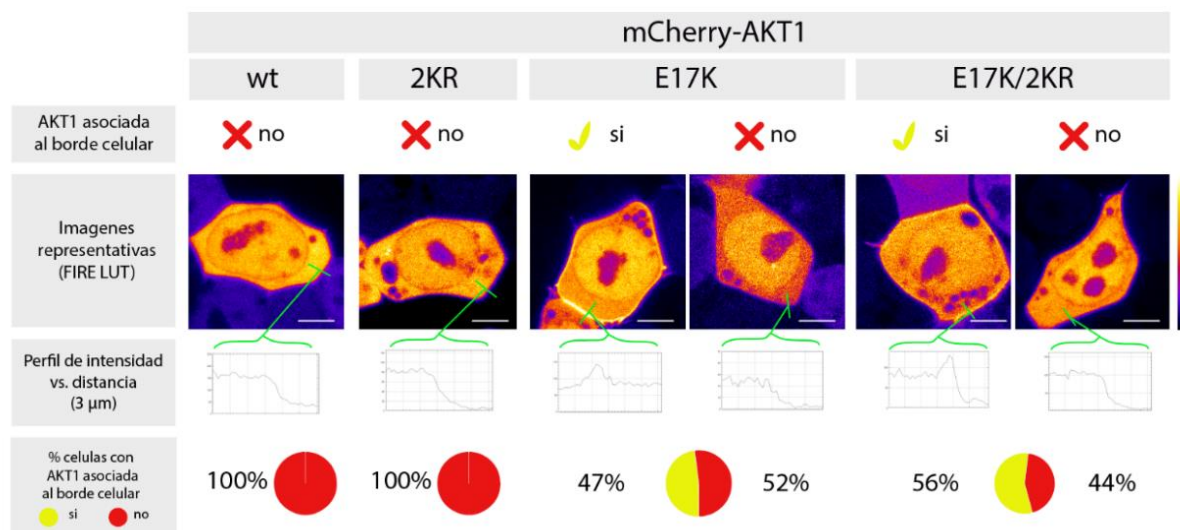 mCherry-AKT1
wt
2KR
E17K
E17K/2KR
AKT1 asociada
al borde celular
no
no
si
no
si
no
Imagenes
representativas
(FIRE LUT)
Perfil de intensidad
vs. distancia
(3 µm)
% celulas con
AKT1 asociada
al borde celular
si
no
100%
100%
47%
52%
56%
44%